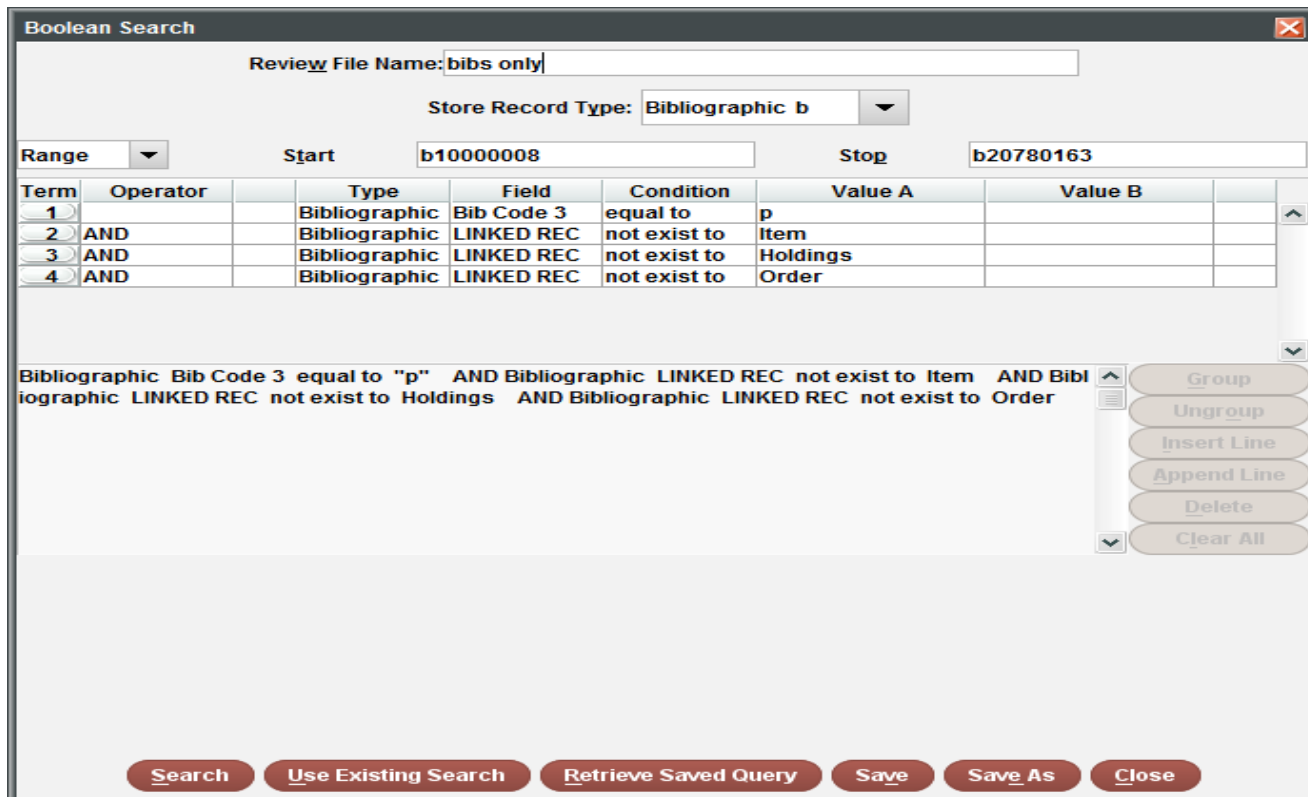 Boolean Search
Review File Name: bibs only
Store Record Type: Bibliographic b
Range Start b10000008 Stop b20780163
Term Operator Type Field Condition Value A Value B
1 Bibliographic Bib Code 3 equal to p
2 AND Bibliographic LINKED REC not exist to Item
3 AND Bibliographic LINKED REC not exist to Holdings
4 AND Bibliographic LINKED REC not exist to Order
Bibliographic Bib Code 3 equal to "p" AND Bibliographic LINKED REC not exist to Item AND Bibl
iographic LINKED REC not exist to Holdings AND Bibliographic LINKED REC not exist to Order
Group
Ungroup
Insert Line
Append Line
Delete
Clear All
Search Use Existing Search Retrieve Saved Query Save Save As Close